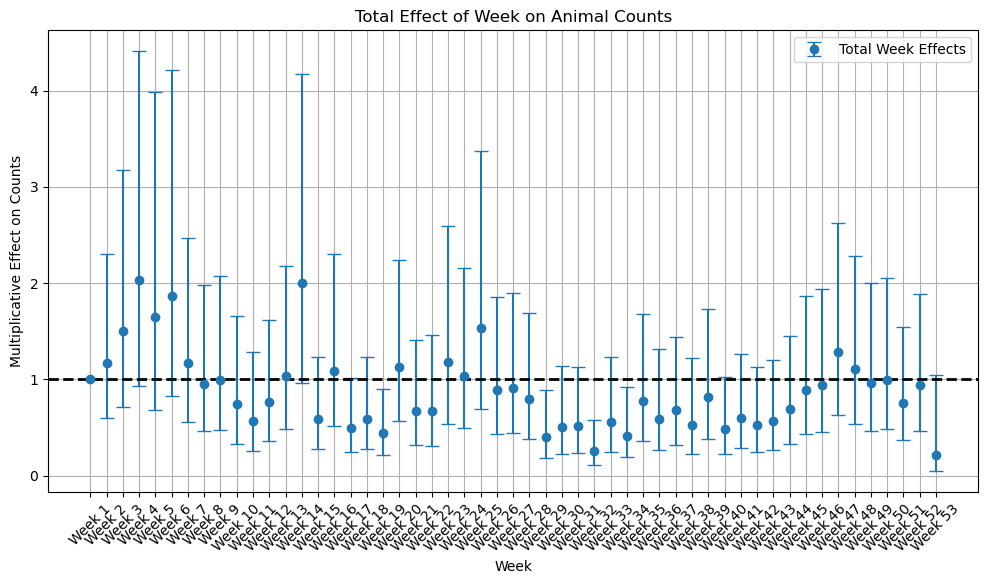 Total Effect of Week on Animal Counts
Total Week Effects
Multiplicative Effect on Counts
4
3
2
1
0
Week 1
Week 2
Week 3
Week 4
Week 5
Week 6
Week 7
Week 8
Week 9
Week 10
Week 11
Week 12
Week 13
Week 14
Week 15
Week 16
Week 17
Week 18
Week 19
Week 20
Week 21
Week 22
Week 23
Week 24
Week 25
Week 26
Week 27
Week 28
Week 29
Week 30
Week 31
Week 32
Week 33
Week 34
Week 35
Week 36
Week 37
Week 38
Week 39
Week 40
Week 41
Week 42
Week 43
Week 44
Week 45
Week 46
Week 47
Week 48
Week 49
Week 50
Week 51
Week 52
Week 53
Week